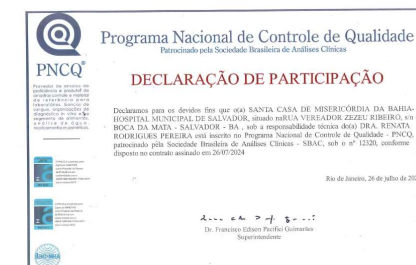 Programa Nacional de Controle de Qualidade
Patrocinado pela Sociedade Brasileira de Análises Clínicas
PNCQ
DECLARAÇÃO DE PARTICIPAÇÃO
Declaramos para os devidos fins que o(a) SANTA CASA DE MISERICÓRDIA DA BAHIA-
HOSPITAL MUNICIPAL DE SALVADOR, situado naRUA VEREADOR ZEZEU RIBEIRO, s/n
BOCA DA MATA - SALVADOR - BA , sob a responsabilidade técnica do(a) DRA. RENATA
RODRIGUES PEREIRA está inscrito no Programa Nacional de Controle de Qualidade - PNCQ,
patrocinado pela Sociedade Brasileira de Análises Clínicas - SBAC, sob o nº 12320, conforme
disposto no contrato assinado em 26/07/2024
Rio de Janeiro, 26 de julho de 202
Dr. Francisco Edison Pacifici Guimarães
Superintendente